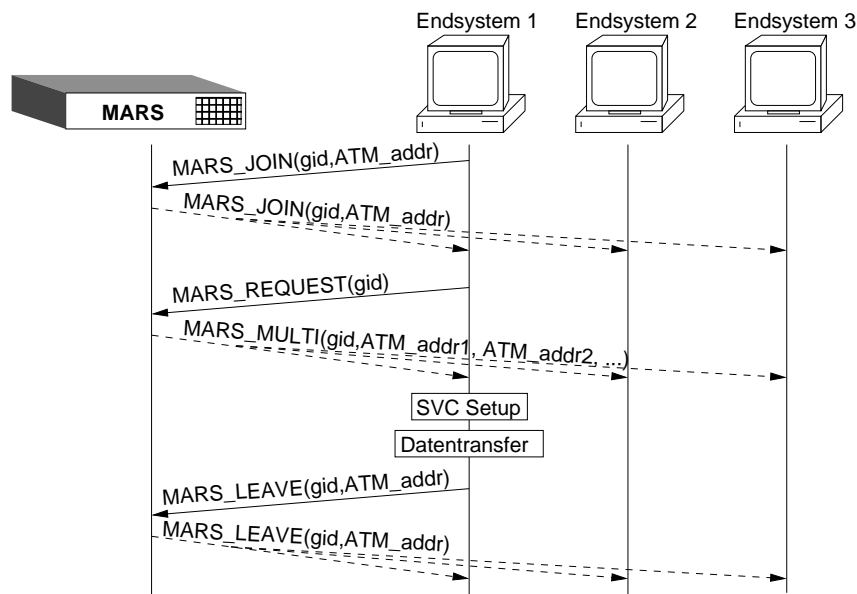 Endsystem 1
Endsystem 2
Endsystem 3
MARS
MARS_JOIN(gid,ATM_addr)
MARS_JOIN(gid,ATM_addr)
MARS_REQUEST(gid)
MARS_MULTI(gid,ATM_addr1, ATM_addr2, ...)
SVC Setup
Datentransfer
MARS_LEAVE(gid,ATM_addr)
MARS_LEAVE(gid,ATM_addr)